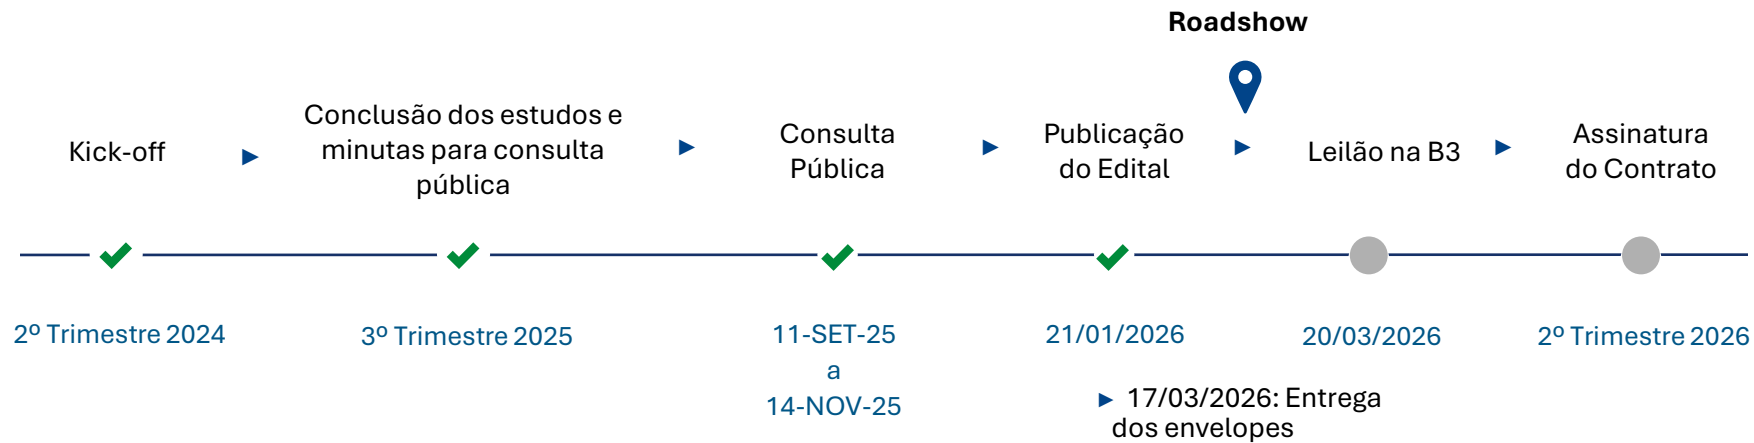 Roadshow
Kick-off
Conclusão dos estudos e
minutas para consulta
pública
Consulta
Pública
Publicação
do Edital
Leilão na B3
Assinatura
do Contrato
2º Trimestre 2024
3º Trimestre 2025
11-SET-25
a
14-NOV-25
21/01/2026
20/03/2026
2º Trimestre 2026
17/03/2026: Entrega
dos envelopes